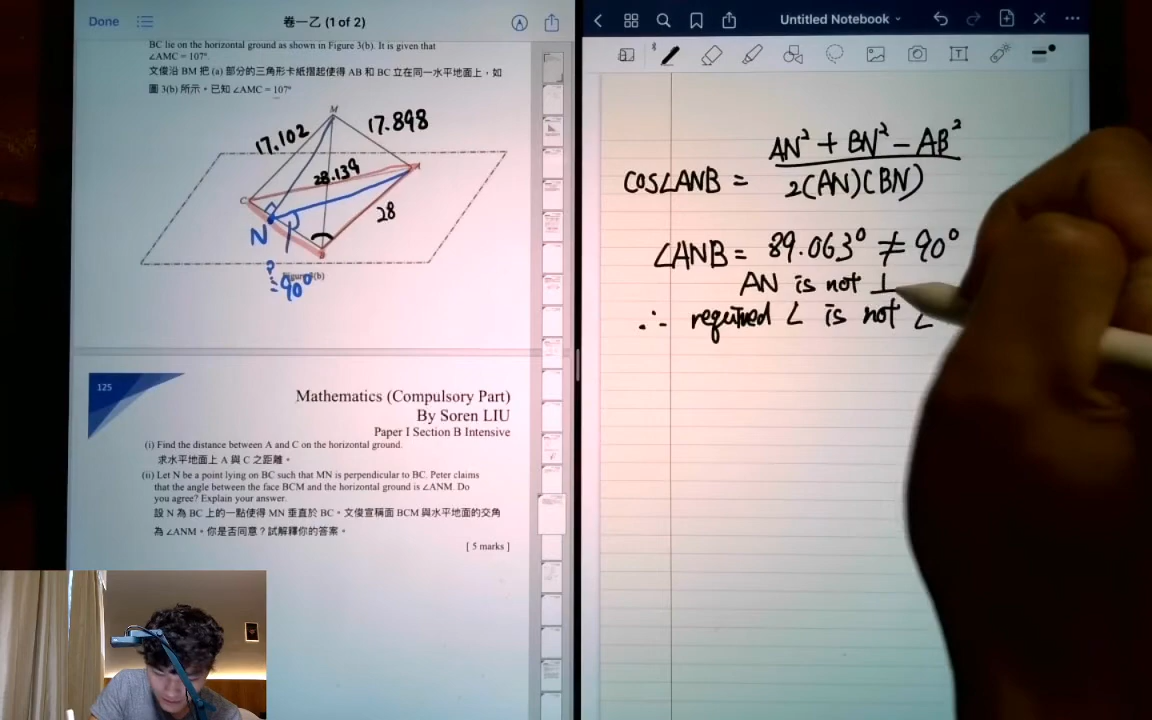 Done
卷一乙 (1 of 2)
BC lie on the horizontal ground as shown in Figure 3(b). It is given that
∠AMC = 107°.
文俊沿 BM 把 (a) 部分的三角形卡紙摺起使得 AB 和 BC 立在同一水平地面上，如
圖 3(b) 所示。已知 ∠AMC = 107°
M
17.102
17.898
28.139
C
28
N
B
(b)
?
= 90°
125
Mathematics (Compulsory Part)
By Soren LIU
Paper I Section B Intensive
(i) Find the distance between A and C on the horizontal ground.
求水平地面上 A 與 C 之距離。
(ii) Let N be a point lying on BC such that MN is perpendicular to BC. Peter claims
that the angle between the face BCM and the horizontal ground is ∠ANM. Do
you agree? Explain your answer.
設 N 為 BC 上的一點使得 MN 垂直於 BC。文俊宣稱面 BCM 與水平地面的交角
為 ∠ANM。你是否同意？試解釋你的答案。
[ 5 marks ]
Untitled Notebook
T
cos∠ANB = AN² + BN² − AB² / 2(AN)(BN)
∠ANB = 89.063° ≠ 90°
AN is not ⊥
∴ required ∠ is not ∠